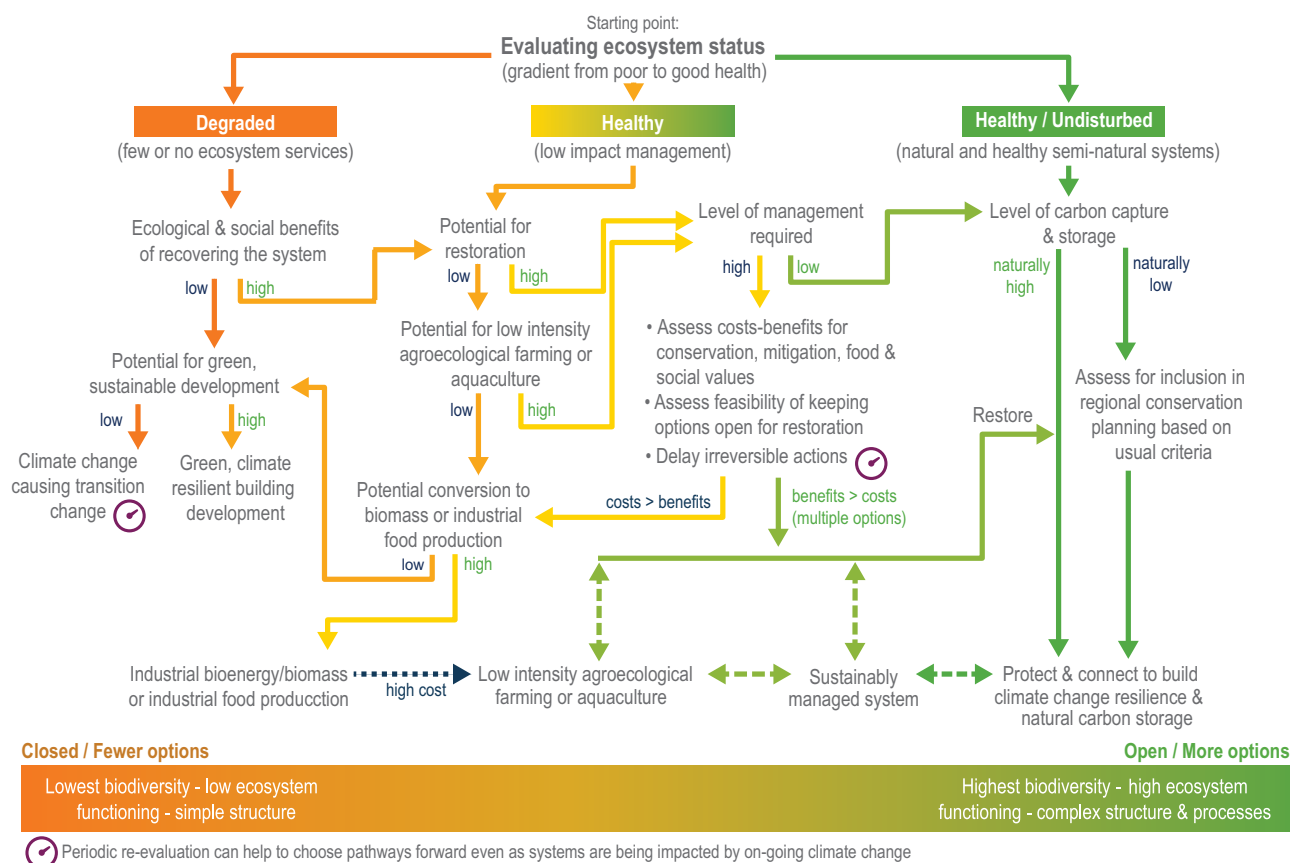 Starting point:
Evaluating ecosystem status
(gradient from poor to good health)
Degraded
(few or no ecosystem services)
Healthy
(low impact management)
Healthy / Undisturbed
(natural and healthy semi-natural systems)
Ecological & social benefits
of recovering the system
low
high
Potential for
restoration
low
high
Level of management
required
high
low
Level of carbon capture
& storage
naturally
high
naturally
low
Potential for green,
sustainable development
low
high
Potential for low intensity
agroecological farming or
aquaculture
low
high
• Assess costs-benefits for
conservation, mitigation, food &
social values
• Assess feasibility of keeping
options open for restoration
• Delay irreversible actions
Restore
Assess for inclusion in
regional conservation
planning based on
usual criteria
Climate change
causing transition
change
Green, climate
resilient building
development
Potential conversion to
biomass or industrial
food production
low
high
costs > benefits
benefits > costs
(multiple options)
Industrial bioenergy/biomass
or industrial food production
high cost
Low intensity agroecological
farming or aquaculture
Sustainably
managed system
Protect & connect to build
climate change resilience &
natural carbon storage
Closed / Fewer options
Open / More options
Lowest biodiversity - low ecosystem
functioning - simple structure
Highest biodiversity - high ecosystem
functioning - complex structure & processes
Periodic re-evaluation can help to choose pathways forward even as systems are being impacted by on-going climate change